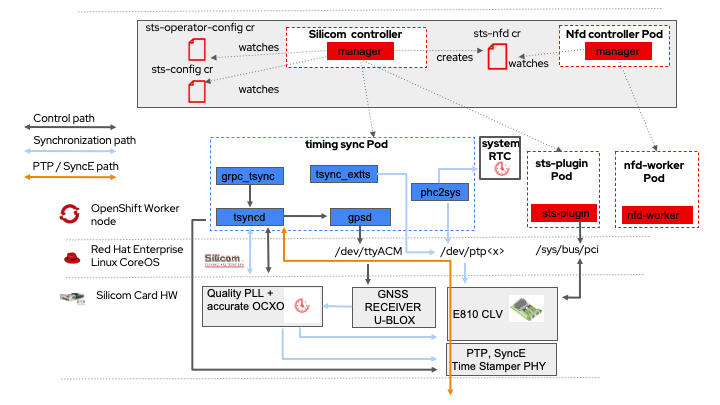 sts-operator-config cr
Silicom controller
manager
sts-nfd cr
Nfd controller Pod
manager
watches
creates
watches
sts-config cr
watches
Control path
Synchronization path
PTP / SyncE path
timing sync Pod
system
RTC
grpc_tsync
tsync_extts
phc2sys
sts-plugin
Pod
nfd-worker
Pod
OpenShift Worker
node
tsyncd
gpsd
sts-plugin
nfd-worker
Red Hat Enterprise
Linux CoreOS
Silicom
/dev/ttyACM
/dev/ptp<x>
/sys/bus/pci
Silicom Card HW
Quality PLL +
accurate OCXO
GNSS
RECEIVER
U-BLOX
E810 CLV
PTP, SyncE
Time Stamper PHY